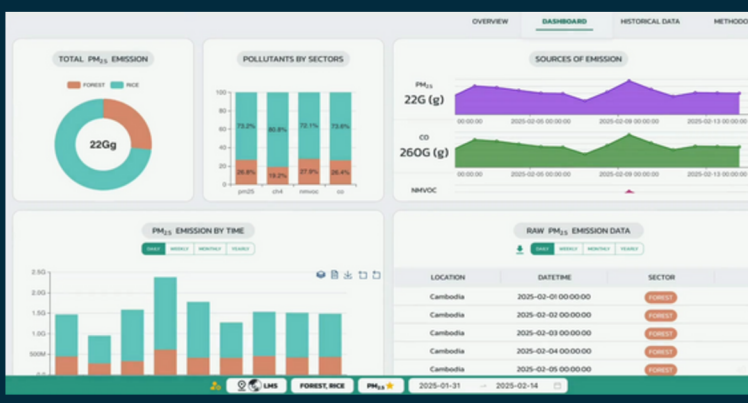 OVERVIEW DASHBOARD HISTORICAL DATA METHODO
TOTAL PM2.5 EMISSION
FOREST RICE
22Gg
POLLUTANTS BY SECTORS
100
80
60
40
20
0
73.2% 80.8% 72.1% 73.6%
26.8% 19.2% 27.9% 26.4%
pm25 ch4 nmvoc co
SOURCES OF EMISSION
PM2.5
22G (g)
00:00:00 2025-02-05 00:00:00 2025-02-09 00:00:00 2025-02-13 00:00:00
CO
260G (g)
00:00:00 2025-02-05 00:00:00 2025-02-09 00:00:00 2025-02-13 00:00:00
NMVOC
PM2.5 EMISSION BY TIME
DAILY WEEKLY MONTHLY YEARLY
2.5G
2.0G
1.5G
1.0G
500M
RAW PM2.5 EMISSION DATA
DAILY WEEKLY MONTHLY YEARLY
LOCATION DATETIME SECTOR
Cambodia 2025-02-01 00:00:00 FOREST
Cambodia 2025-02-02 00:00:00 FOREST
Cambodia 2025-02-03 00:00:00 FOREST
Cambodia 2025-02-04 00:00:00 FOREST
Cambodia 2025-02-05 00:00:00 FOREST
LMS FOREST, RICE PM2.5 2025-01-31 → 2025-02-14